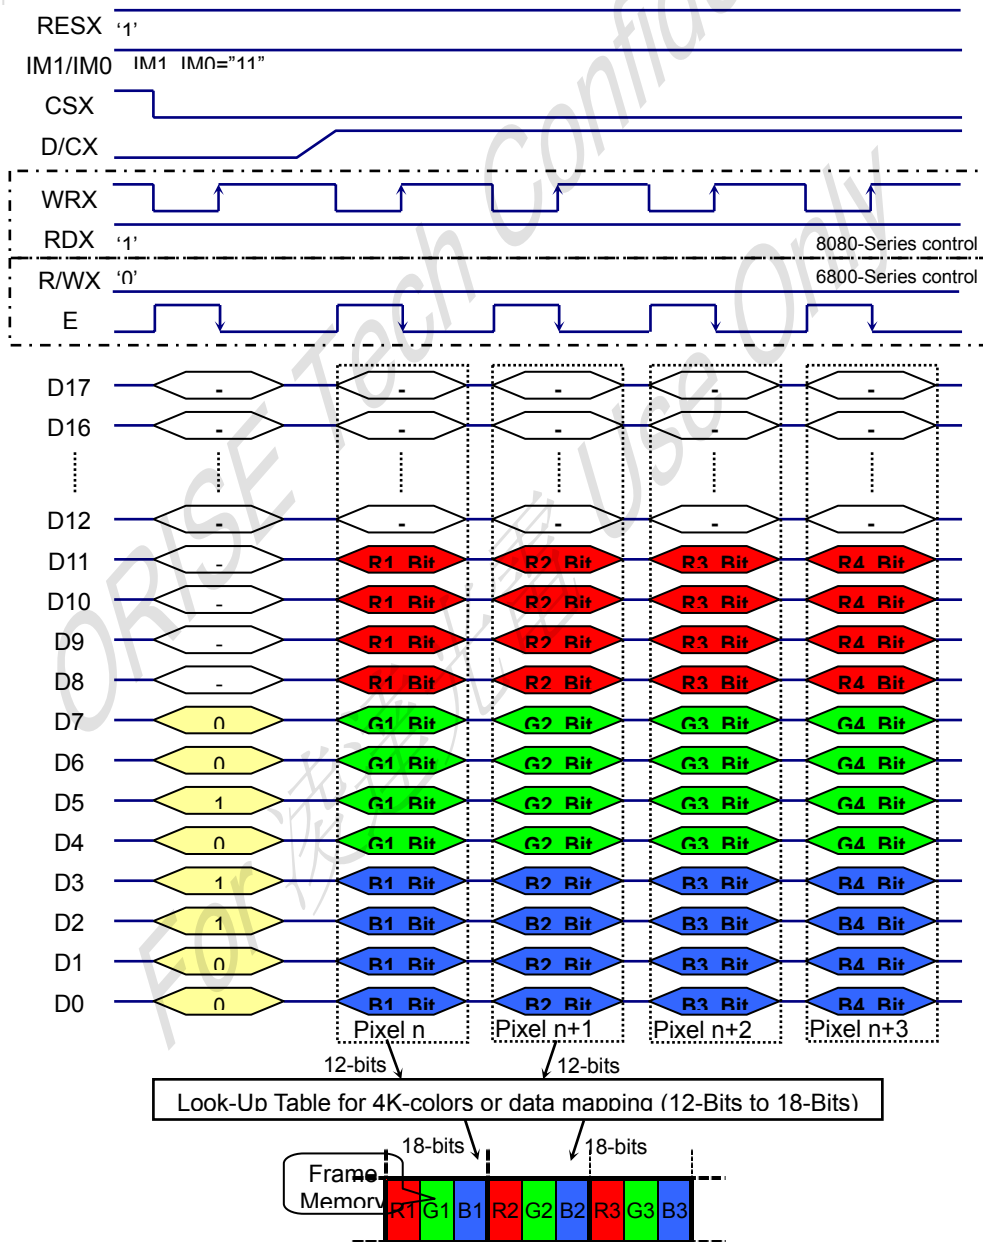 RESX '1'
IM1/IM0 IM1, IM0="11"
CSX
D/CX
WRX
RDX '1' 8080-Series control
R/WX '0' 6800-Series control
E
D17 - - - - -
D16 - - - - -
D12 - - - - -
D11 - R1 Bit R2 Bit R3 Bit R4 Bit
D10 - R1 Bit R2 Bit R3 Bit R4 Bit
D9 - R1 Bit R2 Bit R3 Bit R4 Bit
D8 - R1 Bit R2 Bit R3 Bit R4 Bit
D7 0 G1 Bit G2 Bit G3 Bit G4 Bit
D6 0 G1 Bit G2 Bit G3 Bit G4 Bit
D5 1 G1 Bit G2 Bit G3 Bit G4 Bit
D4 0 G1 Bit G2 Bit G3 Bit G4 Bit
D3 1 B1 Bit B2 Bit B3 Bit B4 Bit
D2 1 B1 Bit B2 Bit B3 Bit B4 Bit
D1 0 B1 Bit B2 Bit B3 Bit B4 Bit
D0 0 B1 Bit B2 Bit B3 Bit B4 Bit
Pixel n Pixel n+1 Pixel n+2 Pixel n+3
12-bits 12-bits
Look-Up Table for 4K-colors or data mapping (12-Bits to 18-Bits)
18-bits 18-bits
Frame
Memory
R1 G1 B1 R2 G2 B2 R3 G3 B3
ORISE Tech
For Use Only